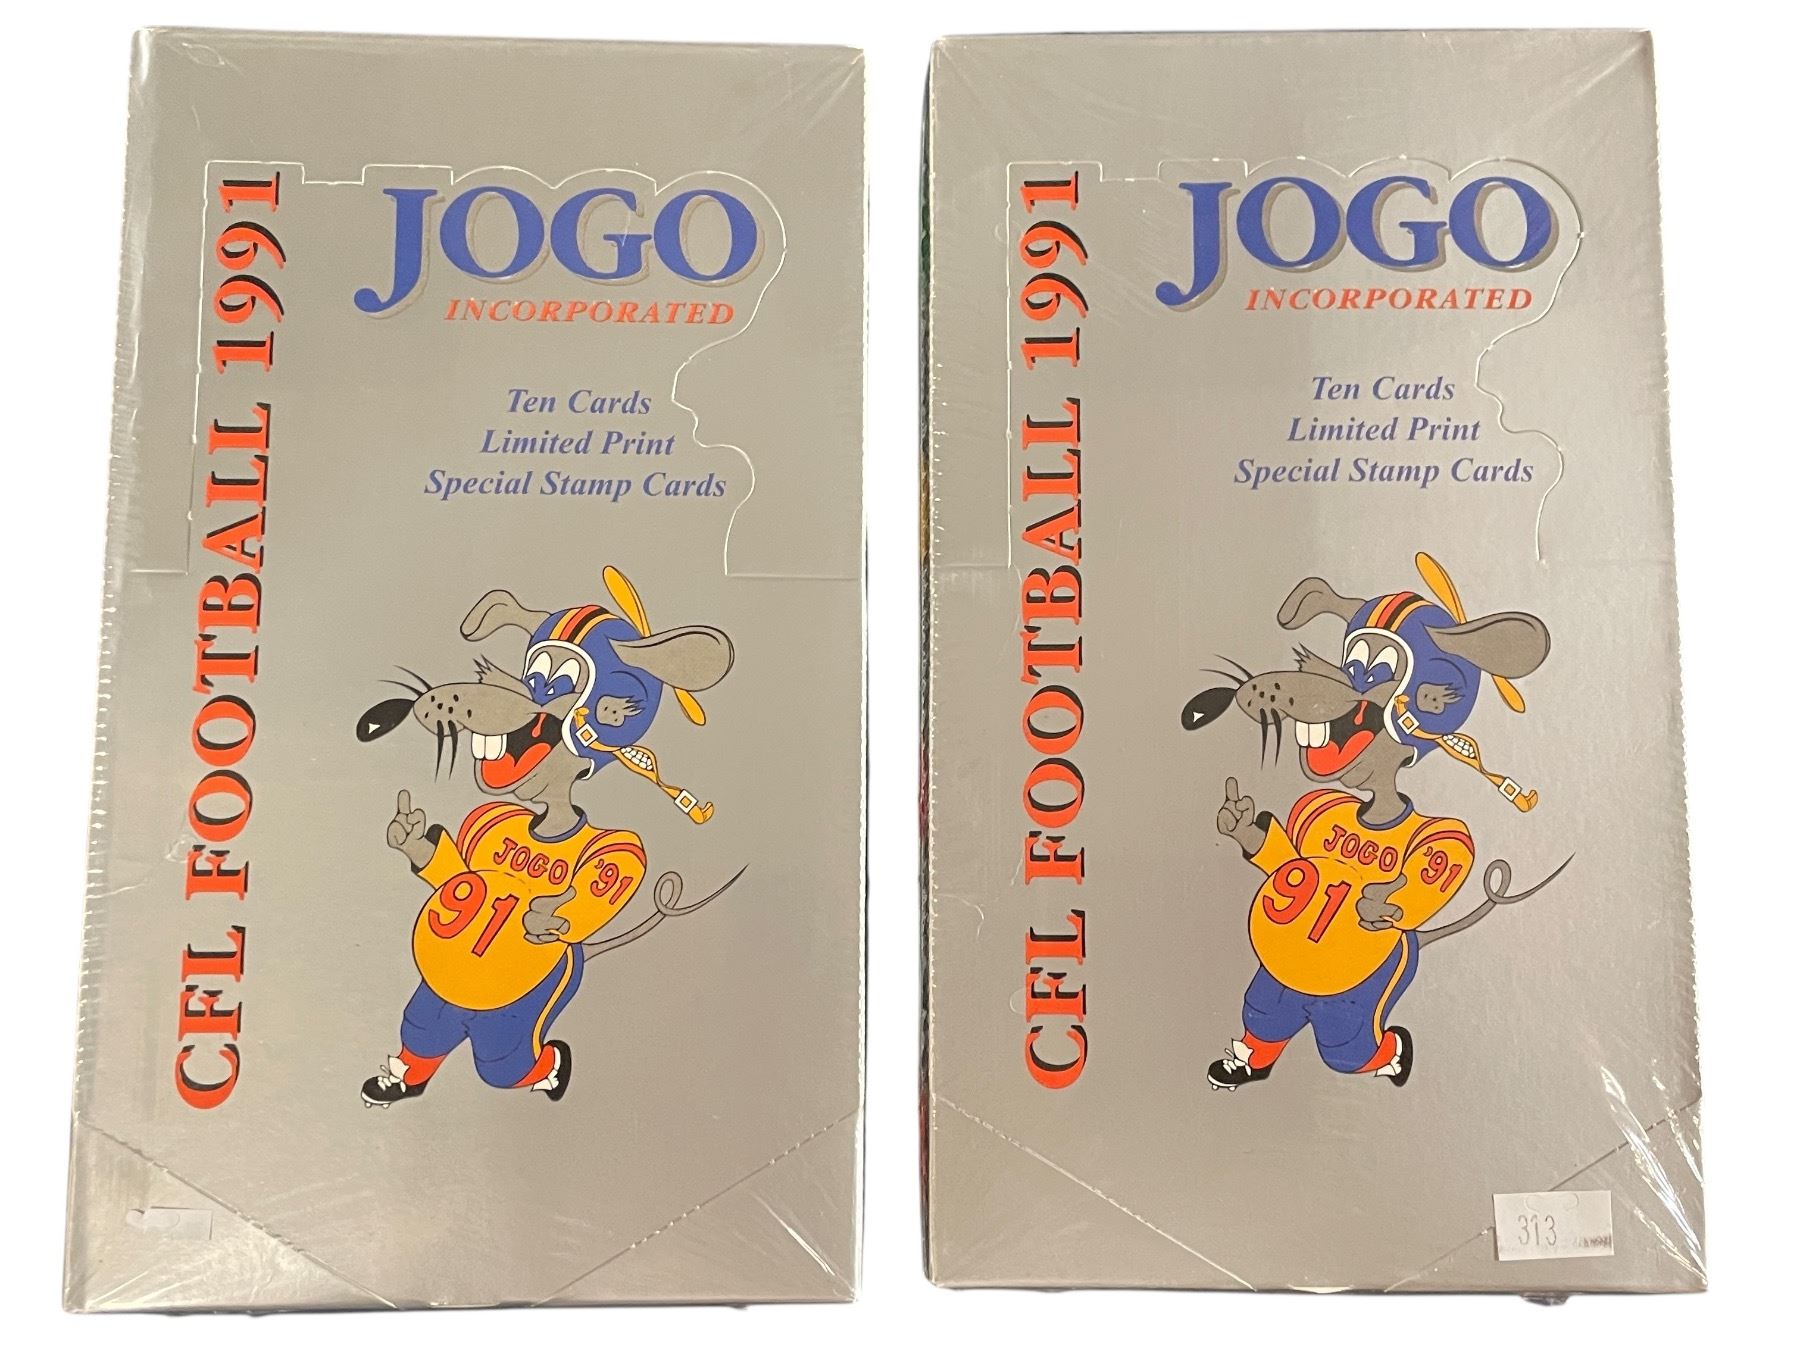 CFL FOOTBALL 1991
JOGO
INCORPORATED
Ten Cards
Limited Print
Special Stamp Cards
JOGO '91
91
CFL FOOTBALL 1991
JOGO
INCORPORATED
Ten Cards
Limited Print
Special Stamp Cards
JOGO '91
91
313